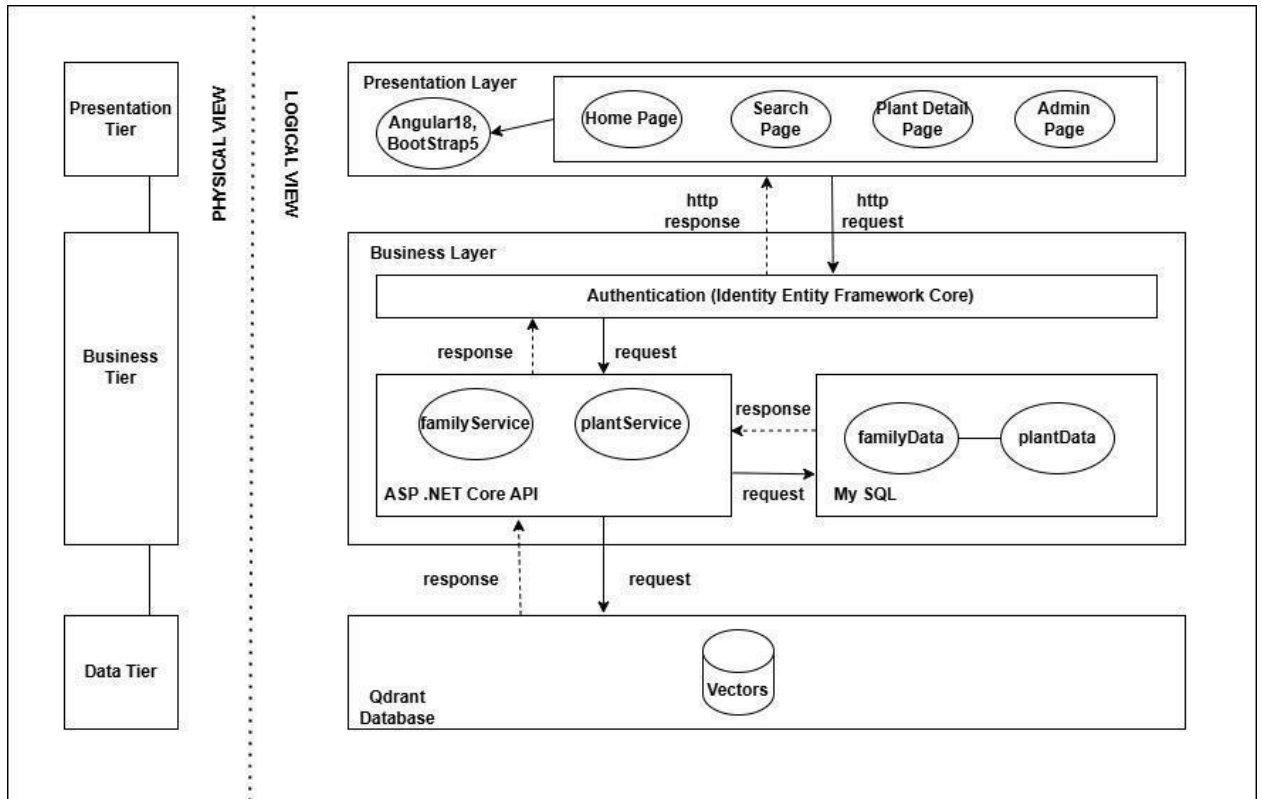 Presentation
Tier
PHYSICAL VIEW
LOGICAL VIEW
Presentation Layer
Angular18,
BootStrap5
Home Page
Search
Page
Plant Detail
Page
Admin
Page
http
response
http
request
Business
Tier
Business Layer
Authentication (Identity Entity Framework Core)
response
request
familyService
plantService
ASP .NET Core API
response
request
familyData
plantData
My SQL
response
request
Data Tier
Qdrant
Database
Vectors